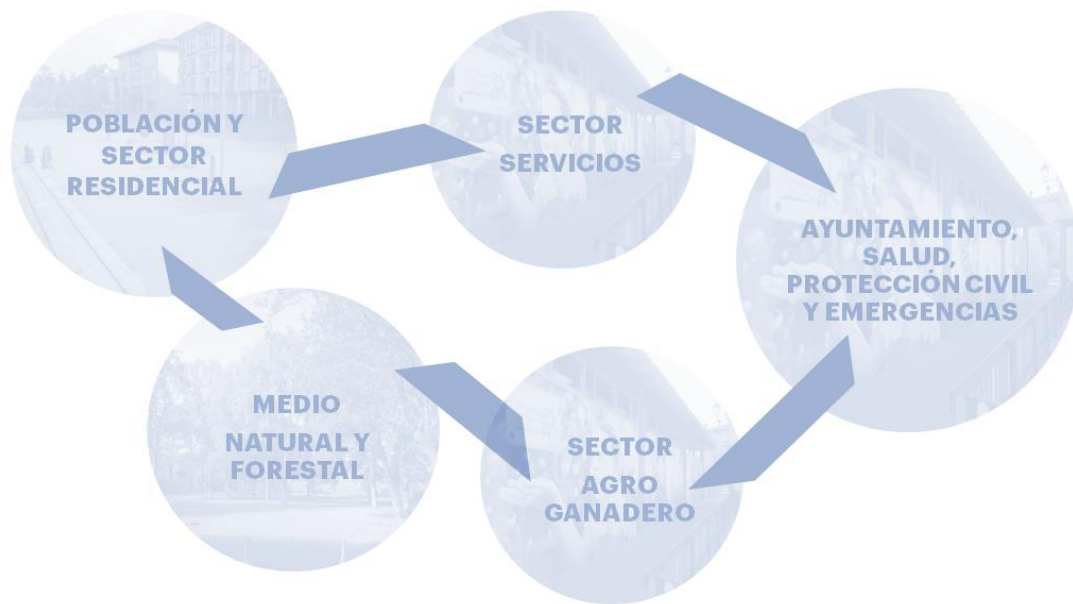 POBLACIÓN Y
SECTOR
RESIDENCIAL
SECTOR
SERVICIOS
AYUNTAMIENTO,
SALUD,
PROTECCIÓN CIVIL
Y EMERGENCIAS
MEDIO
NATURAL Y
FORESTAL
SECTOR
AGRO
GANADERO